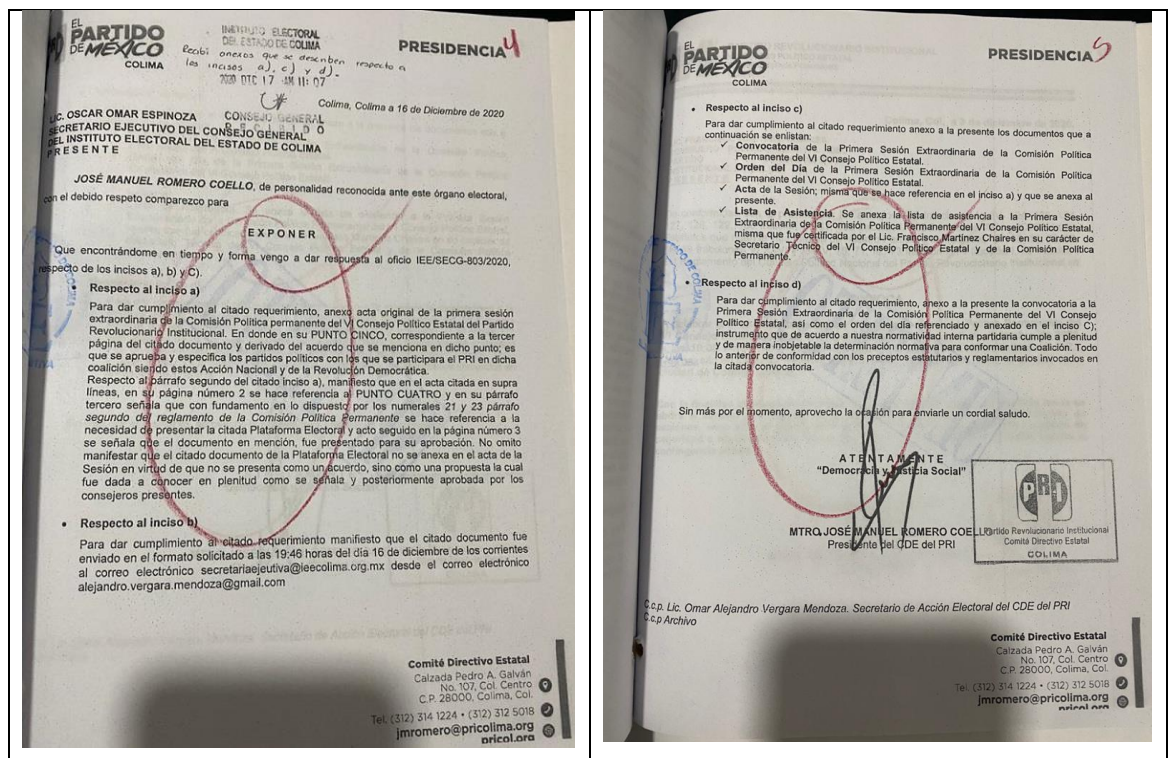 EL
PARTIDO
DE MÉXICO
COLIMA
INSTITUTO ELECTORAL
DEL ESTADO DE COLIMA
Recibí anexos que se describen respecto a
los incisos a), c) y d).-
2020 DIC 17 AM 11: 07
CONSEJO GENERAL
RECIBIDO
PRESIDENCIA 4
Colima, Colima a 16 de Diciembre de 2020
LIC. OSCAR OMAR ESPINOZA
SECRETARIO EJECUTIVO DEL CONSEJO GENERAL
DEL INSTITUTO ELECTORAL DEL ESTADO DE COLIMA
P R E S E N T E
JOSÉ MANUEL ROMERO COELLO, de personalidad reconocida ante este órgano electoral,
con el debido respeto comparezco para
E X P O N E R
Que encontrándome en tiempo y forma vengo a dar respuesta al oficio IEE/SECG-803/2020,
respecto de los incisos a), b) y C).
• Respecto al inciso a)
Para dar cumplimiento al citado requerimiento, anexo acta original de la primera sesión
extraordinaria de la Comisión Política permanente del VI Consejo Político Estatal del Partido
Revolucionario Institucional. En donde en su PUNTO CINCO, correspondiente a la tercer
página del citado documento y derivado del acuerdo que se menciona en dicho punto; es
que se aprueba y especifica los partidos políticos con los que se participara el PRI en dicha
coalición siendo estos Acción Nacional y de la Revolución Democrática.
Respecto al párrafo segundo del citado inciso a), manifiesto que en el acta citada en supra
líneas, en su página número 2 se hace referencia al PUNTO CUATRO y en su párrafo
tercero señala que con fundamento en lo dispuesto por los numerales 21 y 23 párrafo
segundo del reglamento de la Comisión Política Permanente se hace referencia a la
necesidad de presentar la citada Plataforma Electoral y acto seguido en la página número 3
se señala que el documento en mención, fue presentado para su aprobación. No omito
manifestar que el citado documento de la Plataforma Electoral no se anexa en el acta de la
Sesión en virtud de que no se presenta como un acuerdo, sino como una propuesta la cual
fue dada a conocer en plenitud como se señala y posteriormente aprobada por los
consejeros presentes.
• Respecto al inciso b)
Para dar cumplimiento al citado requerimiento manifiesto que el citado documento fue
enviado en el formato solicitado a las 19:46 horas del día 16 de diciembre de los corrientes
al correo electrónico secretariaejeutiva@ieecolima.org.mx desde el correo electrónico
alejandro.vergara.mendoza@gmail.com
Comité Directivo Estatal
Calzada Pedro A. Galván
No. 107, Col. Centro
C.P. 28000, Colima, Col.
Tel. (312) 314 1224 • (312) 312 5018
jmromero@pricolima.org
pricol.org
EL
PARTIDO
DE MÉXICO
COLIMA
PRESIDENCIA 5
• Respecto al inciso c)
Para dar cumplimiento al citado requerimiento anexo a la presente los documentos que a
continuación se enlistan:
✓ Convocatoria de la Primera Sesión Extraordinaria de la Comisión Política
Permanente del VI Consejo Político Estatal.
✓ Orden del Día de la Primera Sesión Extraordinaria de la Comisión Política
Permanente del VI Consejo Político Estatal.
✓ Acta de la Sesión; misma que se hace referencia en el inciso a) y que se anexa al
presente.
✓ Lista de Asistencia. Se anexa la lista de asistencia a la Primera Sesión
Extraordinaria de la Comisión Política Permanente del VI Consejo Político Estatal,
misma que fue certificada por el Lic. Francisco Martínez Chaires en su carácter de
Secretario Técnico del VI Consejo Político Estatal y de la Comisión Política
Permanente.
• Respecto al inciso d)
Para dar cumplimiento al citado requerimiento, anexo a la presente la convocatoria a la
Primera Sesión Extraordinaria de la Comisión Política Permanente del VI Consejo
Político Estatal, así como el orden del día referenciado y anexado en el inciso C);
instrumento que de acuerdo a nuestra normatividad interna partidaria cumple a plenitud
y de manera inobjetable la determinación normativa para conformar una Coalición. Todo
lo anterior de conformidad con los preceptos estatutarios y reglamentarios invocados en
la citada convocatoria.
Sin más por el momento, aprovecho la ocasión para enviarle un cordial saludo.
A T E N T A M E N T E
"Democracia y Justicia Social"
MTRO. JOSÉ MANUEL ROMERO COELLO
Presidente del CDE del PRI
PRI
Partido Revolucionario Institucional
Comité Directivo Estatal
COLIMA
C.c.p. Lic. Omar Alejandro Vergara Mendoza. Secretario de Acción Electoral del CDE del PRI
C.c.p Archivo
Comité Directivo Estatal
Calzada Pedro A. Galván
No. 107, Col. Centro
C.P. 28000, Colima, Col.
Tel. (312) 314 1224 • (312) 312 5018
jmromero@pricolima.org
pricol.org